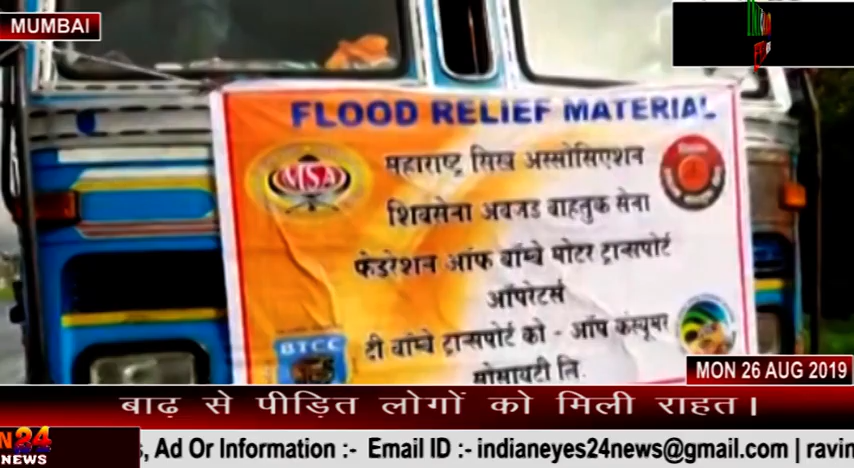 MUMBAI
FLOOD RELIEF MATERIAL
महाराष्ट्र सिख अस्सोसिएशन
MSA
शिवसेना अवजड वाहतुक सेना
फेडरेशन ऑफ बॉम्बे मोटर ट्रान्सपोर्ट
ऑपरेटर्स
BTCC
दी बॉम्बे ट्रान्सपोर्ट को - ऑप कंस्यूमर
सोसायटी लि.
MON 26 AUG 2019
बाढ़ से पीड़ित लोगों को मिली राहत।
N24
NEWS
, Ad Or Information :- Email ID :- indianeyes24news@gmail.com | ravin